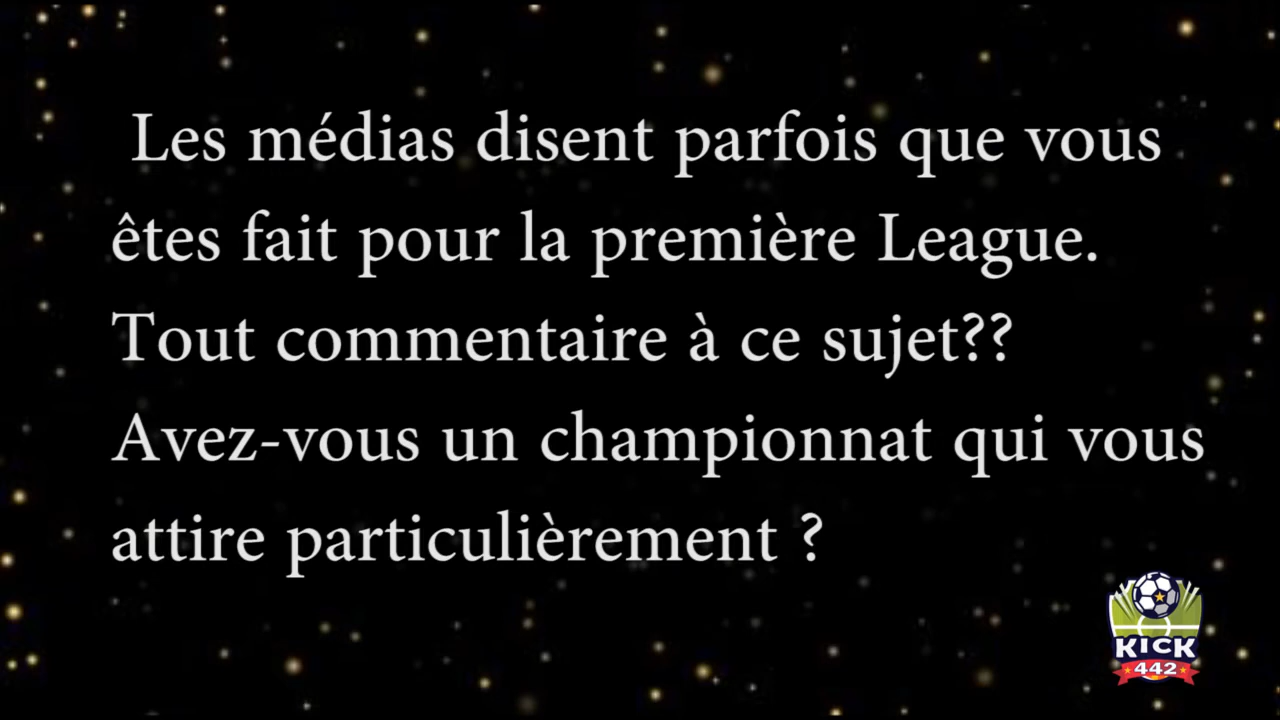 Les médias disent parfois que vous
êtes fait pour la première League.
Tout commentaire à ce sujet??
Avez-vous un championnat qui vous
attire particulièrement ?
KICK
442